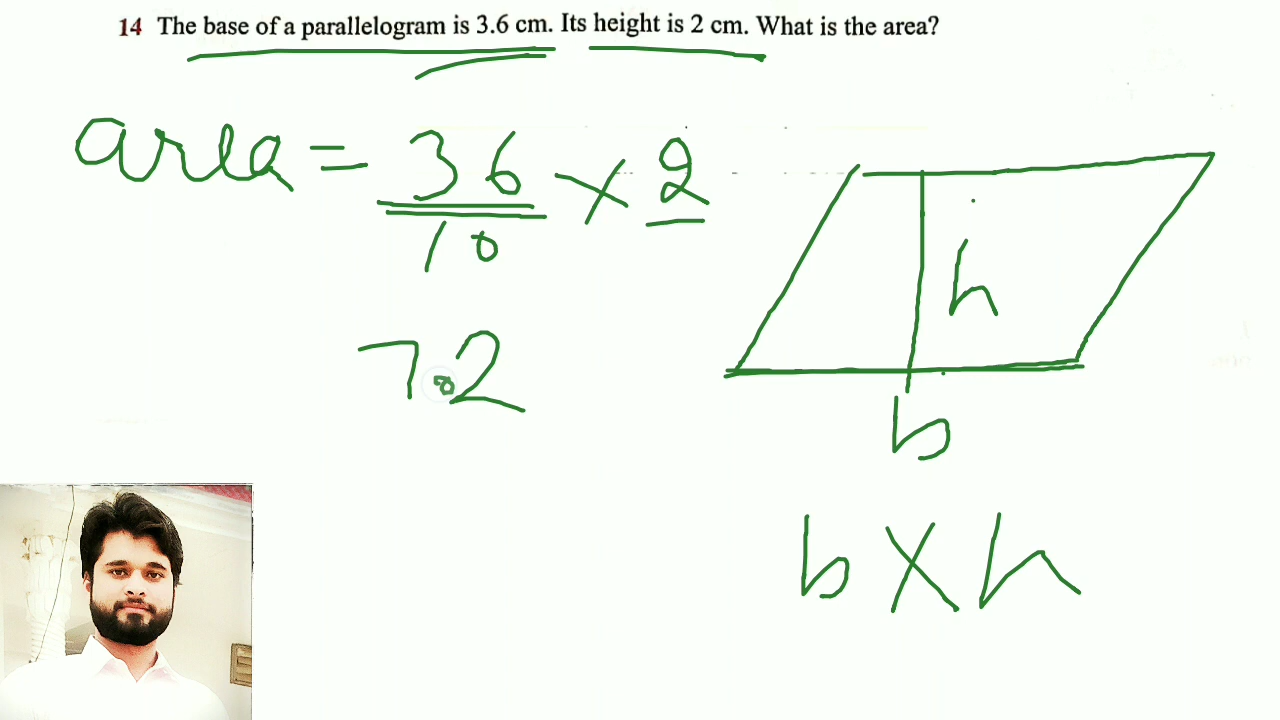 14 The base of a parallelogram is 3.6 cm. Its height is 2 cm. What is the area?
area = 36 × 2
10
h
7.2
b
b × h